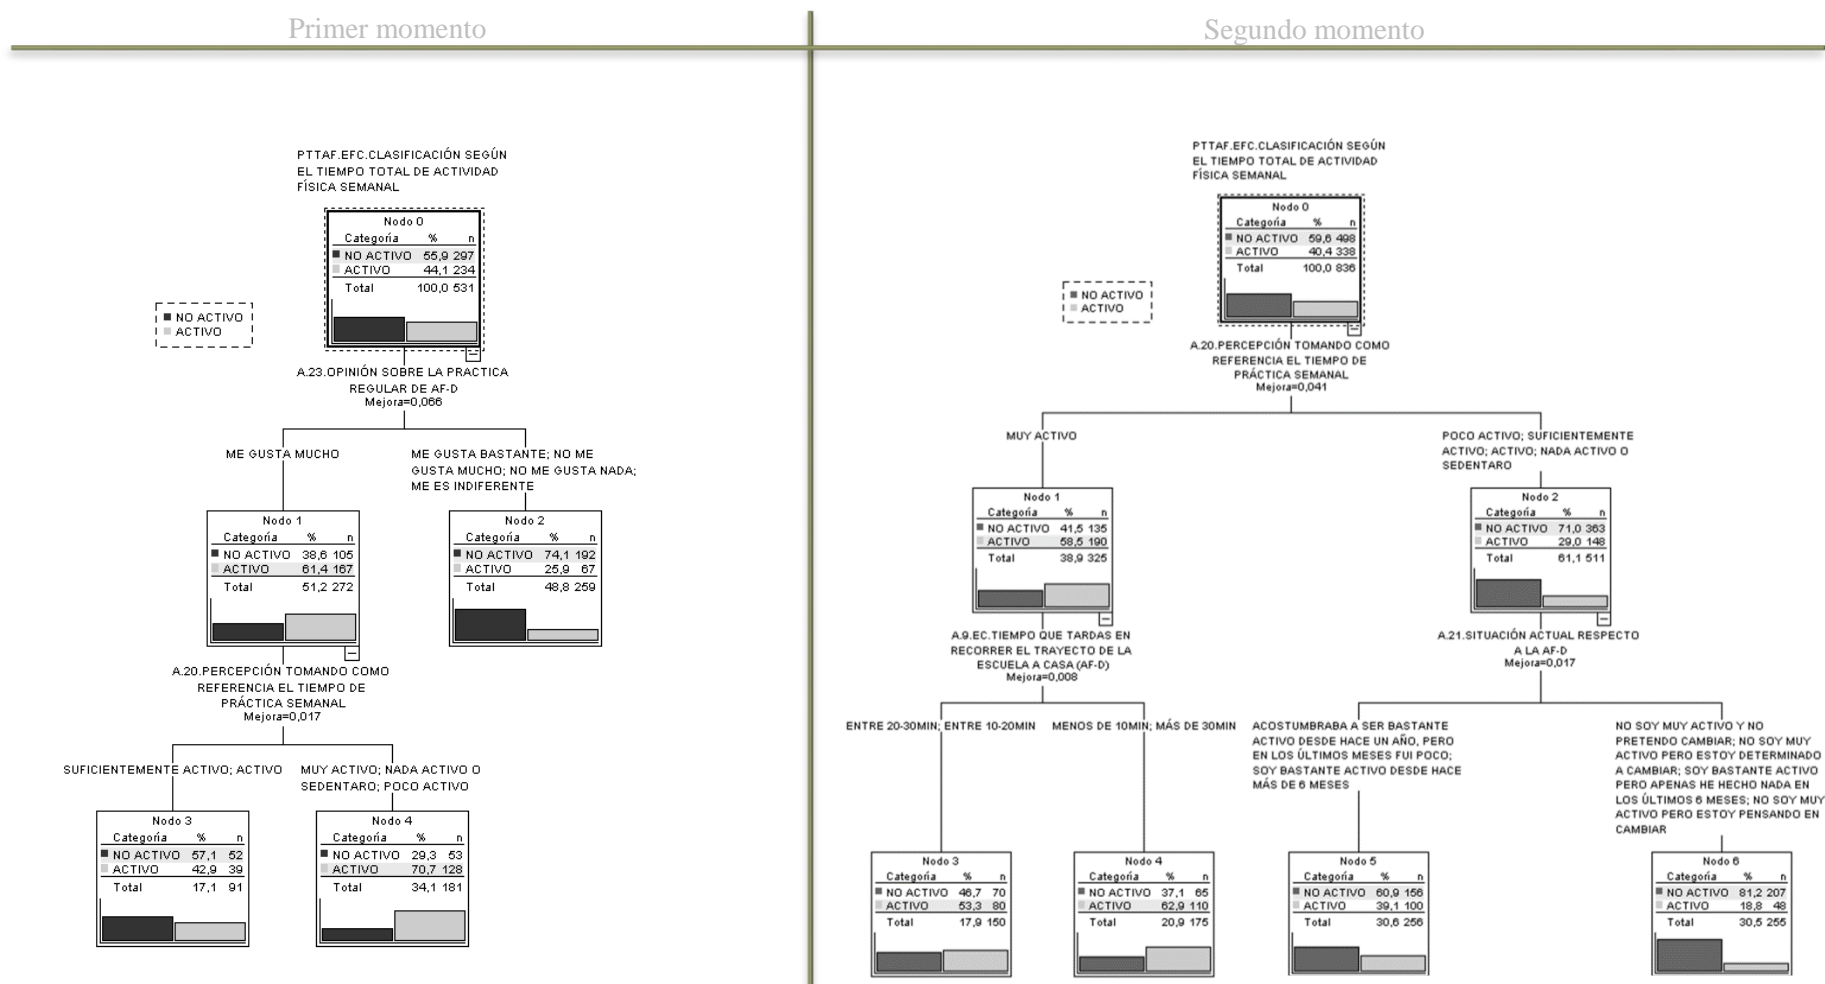 Primer momento
PTTAF.EFC.CLASIFICACIÓN SEGÚN
EL TIEMPO TOTAL DE ACTIVIDAD
FÍSICA SEMANAL
Nodo 0
Categoría % n
NO ACTIVO 55,9 297
ACTIVO 44,1 234
Total 100,0 531
NO ACTIVO
ACTIVO
A.23.OPINIÓN SOBRE LA PRACTICA
REGULAR DE AF-D
Mejora=0,066
ME GUSTA MUCHO
ME GUSTA BASTANTE; NO ME
GUSTA MUCHO; NO ME GUSTA NADA;
ME ES INDIFERENTE
Nodo 1
Categoría % n
NO ACTIVO 38,6 105
ACTIVO 61,4 167
Total 51,2 272
Nodo 2
Categoría % n
NO ACTIVO 74,1 192
ACTIVO 25,9 67
Total 48,8 259
A.20.PERCEPCIÓN TOMANDO COMO
REFERENCIA EL TIEMPO DE
PRÁCTICA SEMANAL
Mejora=0,017
SUFICIENTEMENTE ACTIVO; ACTIVO
MUY ACTIVO; NADA ACTIVO O
SEDENTARO; POCO ACTIVO
Nodo 3
Categoría % n
NO ACTIVO 57,1 52
ACTIVO 42,9 39
Total 17,1 91
Nodo 4
Categoría % n
NO ACTIVO 29,3 53
ACTIVO 70,7 128
Total 34,1 181
Segundo momento
PTTAF.EFC.CLASIFICACIÓN SEGÚN
EL TIEMPO TOTAL DE ACTIVIDAD
FÍSICA SEMANAL
Nodo 0
Categoría % n
NO ACTIVO 59,6 498
ACTIVO 40,4 338
Total 100,0 836
NO ACTIVO
ACTIVO
A.20.PERCEPCIÓN TOMANDO COMO
REFERENCIA EL TIEMPO DE
PRÁCTICA SEMANAL
Mejora=0,041
MUY ACTIVO
POCO ACTIVO; SUFICIENTEMENTE
ACTIVO; ACTIVO; NADA ACTIVO O
SEDENTARO
Nodo 1
Categoría % n
NO ACTIVO 41,5 135
ACTIVO 58,5 190
Total 38,9 325
Nodo 2
Categoría % n
NO ACTIVO 71,0 363
ACTIVO 29,0 148
Total 61,1 511
A.9.EC.TIEMPO QUE TARDAS EN
RECORRER EL TRAYECTO DE LA
ESCUELA A CASA (AF-D)
Mejora=0,008
A.21.SITUACIÓN ACTUAL RESPECTO
A LA AF-D
Mejora=0,017
ENTRE 20-30MIN; ENTRE 10-20MIN
MENOS DE 10MIN; MÁS DE 30MIN
ACOSTUMBRABA A SER BASTANTE
ACTIVO DESDE HACE UN AÑO, PERO
EN LOS ÚLTIMOS MESES FUI POCO;
SOY BASTANTE ACTIVO DESDE HACE
MÁS DE 6 MESES
NO SOY MUY ACTIVO Y NO
PRETENDO CAMBIAR; NO SOY MUY
ACTIVO PERO ESTOY DETERMINADO
A CAMBIAR; SOY BASTANTE ACTIVO
PERO APENAS HE HECHO NADA EN
LOS ÚLTIMOS 6 MESES; NO SOY MUY
ACTIVO PERO ESTOY PENSANDO EN
CAMBIAR
Nodo 3
Categoría % n
NO ACTIVO 46,7 70
ACTIVO 53,3 80
Total 17,9 150
Nodo 4
Categoría % n
NO ACTIVO 37,1 65
ACTIVO 62,9 110
Total 20,9 175
Nodo 5
Categoría % n
NO ACTIVO 60,9 156
ACTIVO 39,1 100
Total 30,6 256
Nodo 6
Categoría % n
NO ACTIVO 81,2 207
ACTIVO 18,8 48
Total 30,5 255